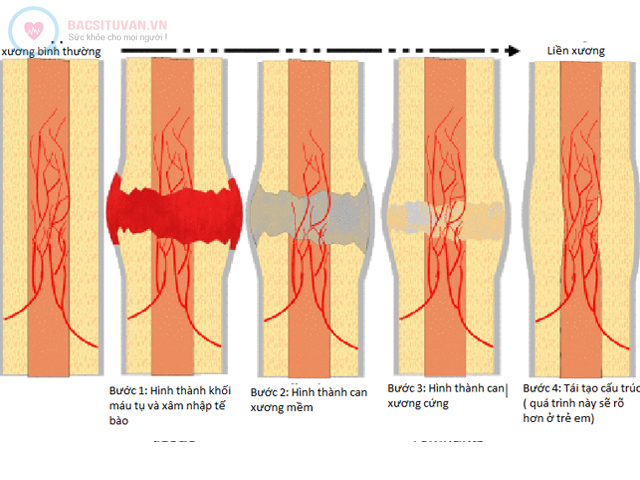 BACSITUVAN.VN
Sức khỏe cho mọi người !
xương bình thường
Liền xương
Bước 1: Hình thành khối
máu tụ và xâm nhập tế
bào
Bước 2: Hình thành can
xương mềm
Bước 3: Hình thành can
xương cứng
Bước 4: Tái tạo cấu trúc
( quá trình này sẽ rõ
hơn ở trẻ em)